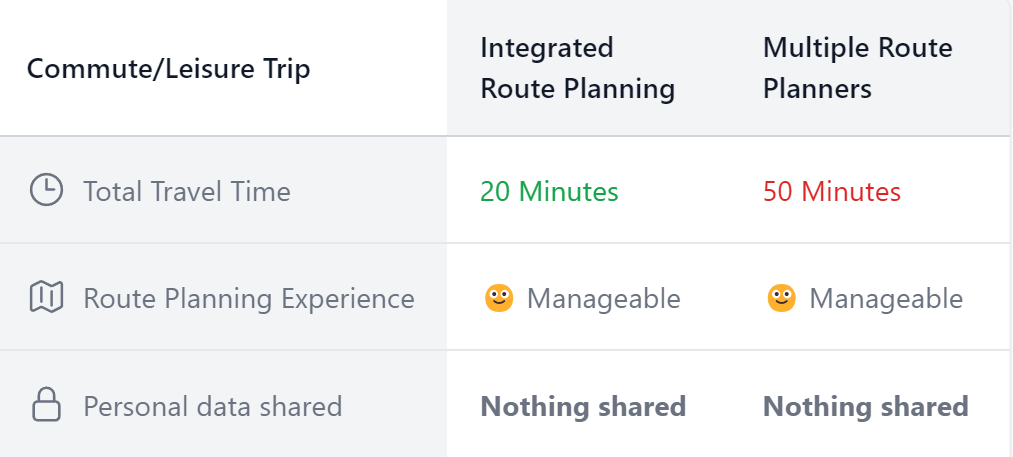 Commute/Leisure Trip
Integrated
Route Planning
Multiple Route
Planners
Total Travel Time
20 Minutes
50 Minutes
Route Planning Experience
Manageable
Manageable
Personal data shared
Nothing shared
Nothing shared